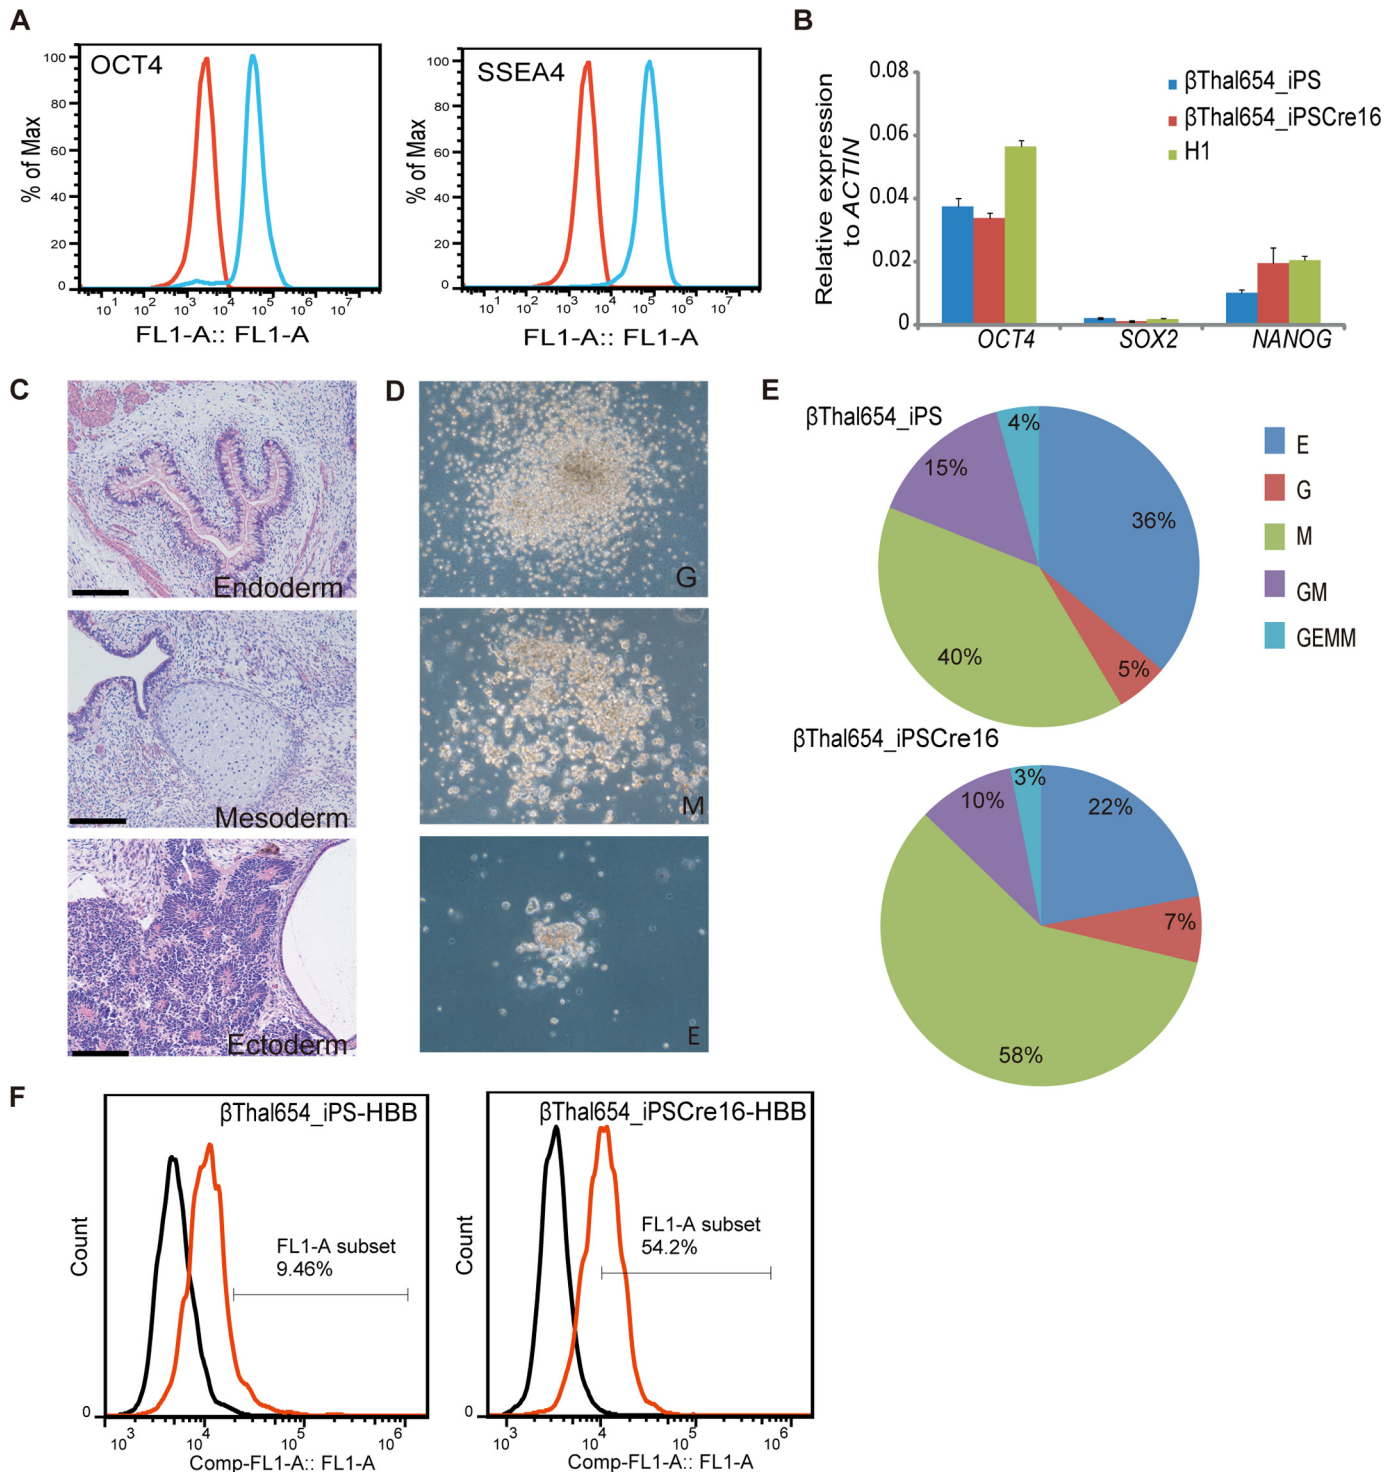 A
OCT4
% of Max
100
80
60
40
20
0
10^1 10^2 10^3 10^4 10^5 10^6 10^7
FL1-A:: FL1-A
SSEA4
% of Max
100
80
60
40
20
0
10^1 10^2 10^3 10^4 10^5 10^6 10^7
FL1-A:: FL1-A
B
Relative expression
to ACTIN
0.08
0.06
0.04
0.02
0
βThal654_iPS
βThal654_iPSCre16
H1
OCT4 SOX2 NANOG
C
Endoderm
Mesoderm
Ectoderm
D
G
M
E
E
βThal654_iPS
4%
15%
36%
40%
5%
E
G
M
GM
GEMM
βThal654_iPSCre16
3%
10%
22%
7%
58%
F
βThal654_iPS-HBB
Count
FL1-A subset
9.46%
0
10^3 10^4 10^5 10^6
Comp-FL1-A:: FL1-A
βThal654_iPSCre16-HBB
Count
FL1-A subset
54.2%
0
10^3 10^4 10^5 10^6
Comp-FL1-A:: FL1-A